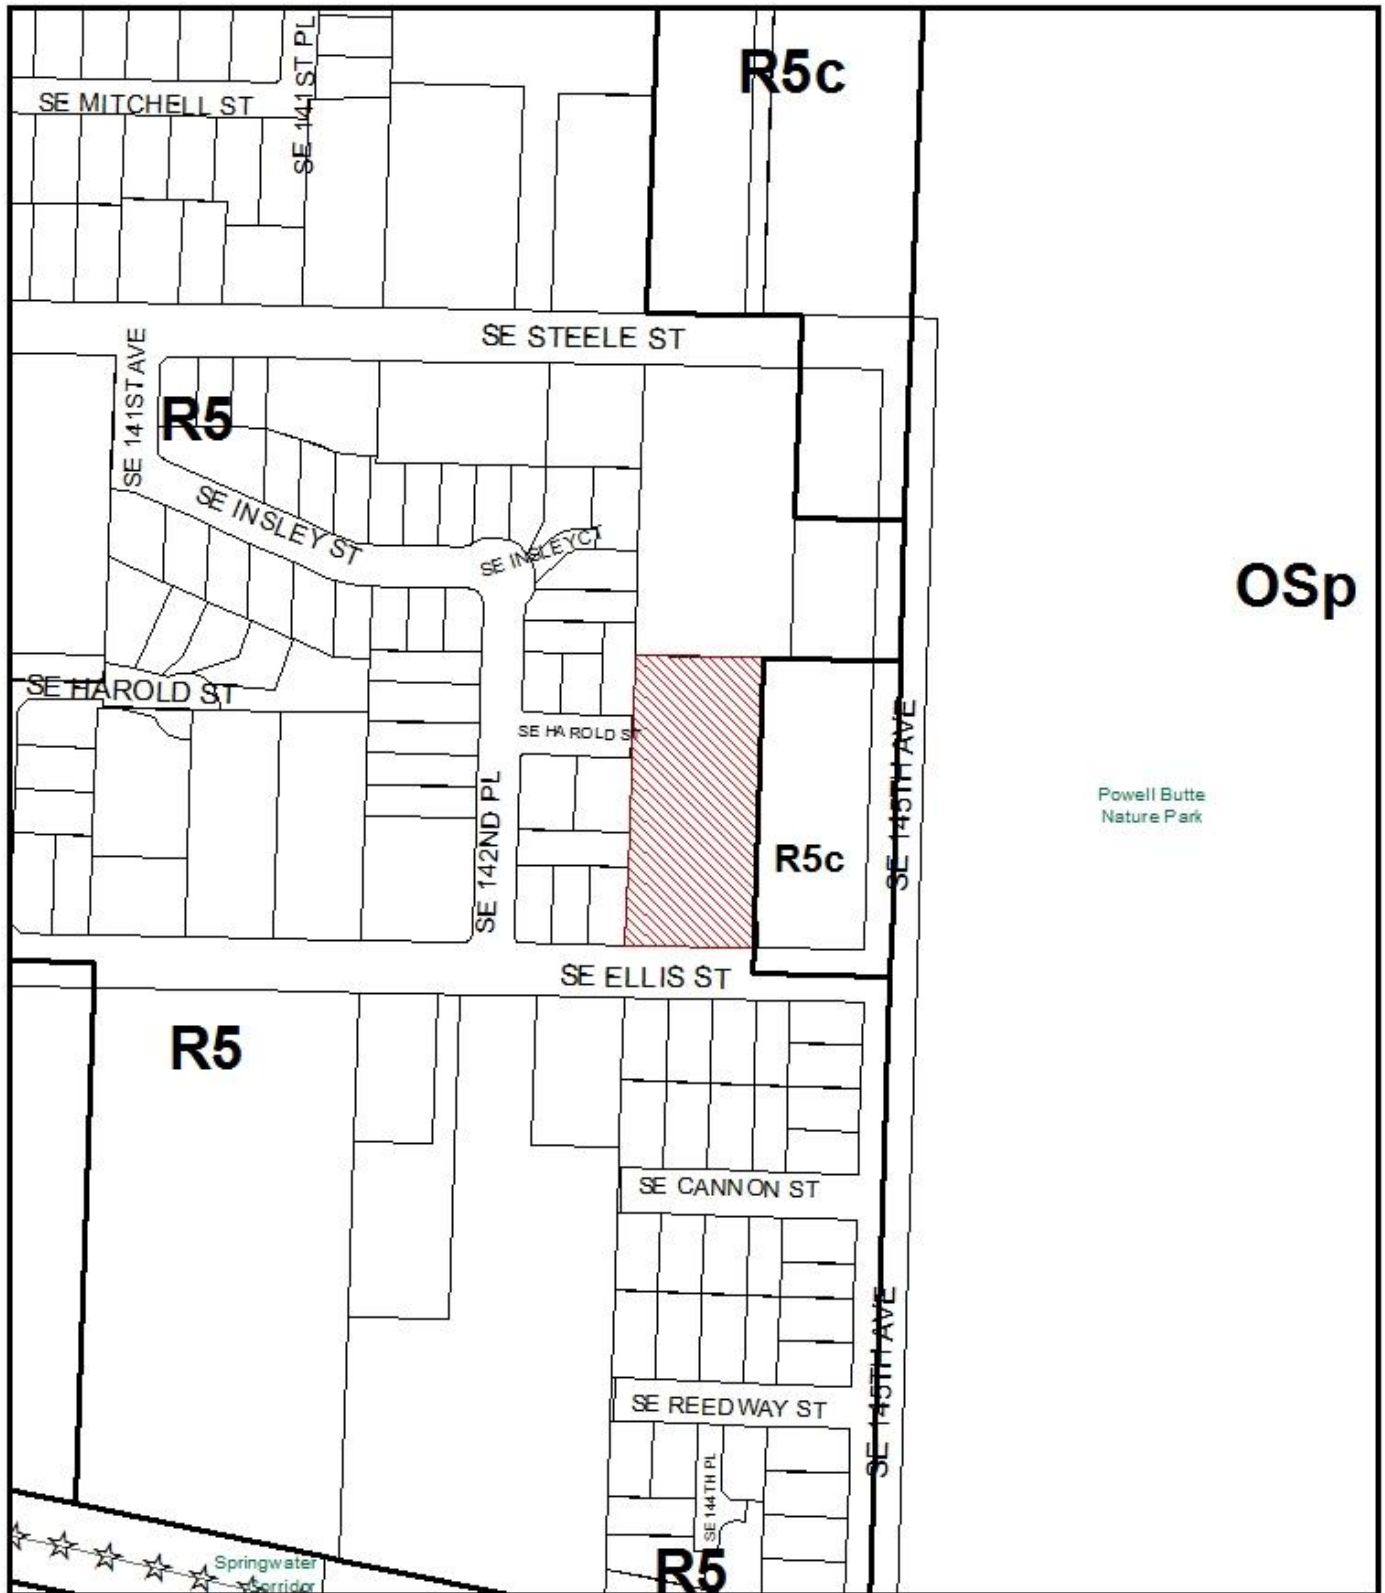 SE 141ST PL
R5c
SE MITCHELL ST
SE STEELE ST
SE 141ST AVE
R5
SE INSLEY ST
SE INSLEY CT
OSp
SE HAROLD ST
SE HAROLD ST
SE 145TH AVE
Powell Butte
Nature Park
SE 142ND PL
R5c
SE ELLIS ST
R5
SE CANNON ST
SE REEDWAY ST
SE 145TH AVE
SE 144TH PL
Springwater
Corridor
R5